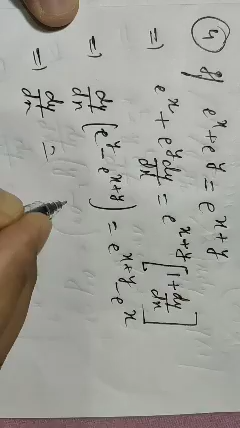 4) If e^x + e^y = e^{x+y}
=) e^x + e^y dy/dx = e^{x+y} [1 + dy/dx]
=) dy/dx (e^y - e^{x+y}) = e^{x+y} - e^x
=) dy/dx =